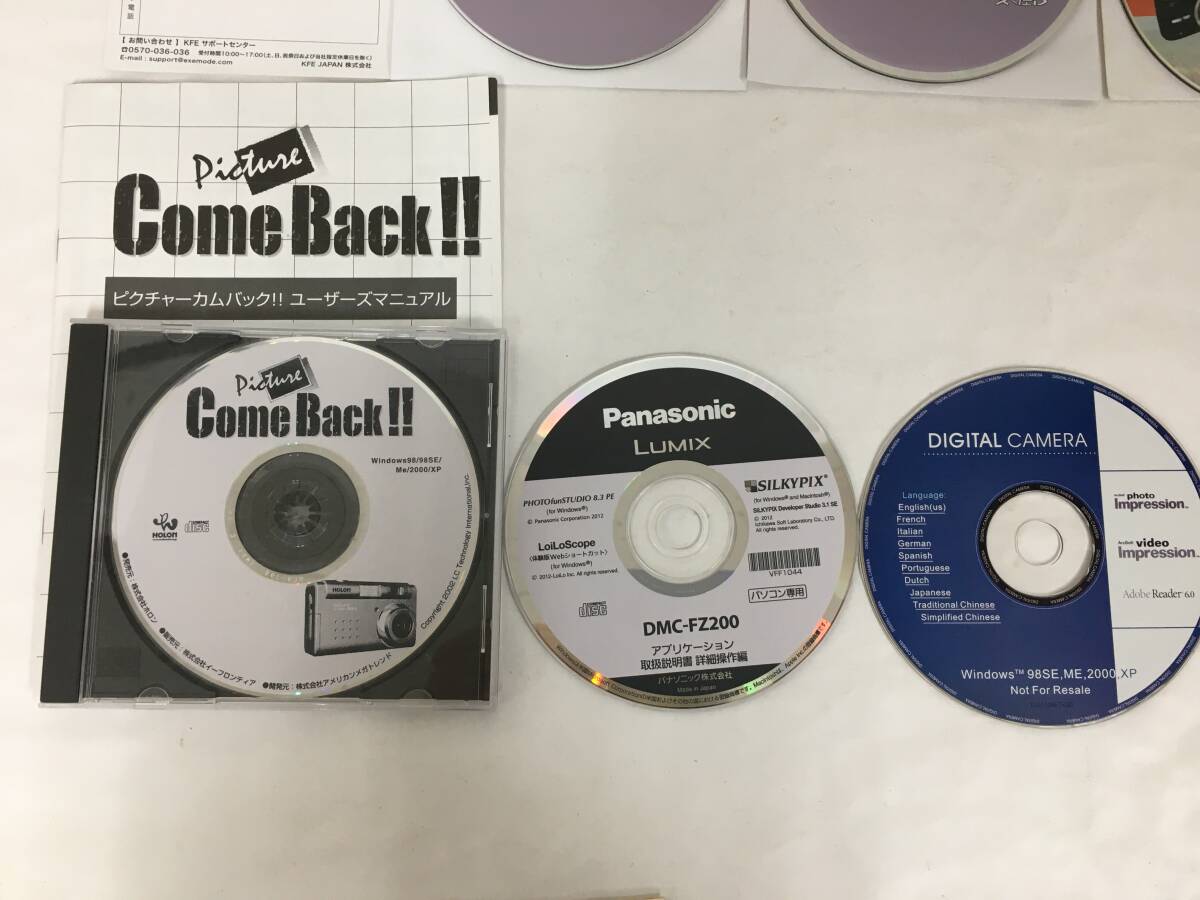 電話
【 お問い合わせ 】 KFE サポートセンター
☎0570-036-036 受付時間10:00〜17:00(土、日、祝祭日および当社指定休業日を除く)
E-mail : support@exemode.com
KFE JAPAN 株式会社
Picture
Come Back!!
ピクチャーカムバック!! ユーザーズマニュアル
Picture
Come Back!!
Windows98/98SE/
Me/2000/XP
HOLON
COMPACT
disc
●発売元：株式会社ホロン
●販売元：株式会社イーフロンティア
●開発元：株式会社アメリカンメガトレンド
Copyright 2002 LC Technology International,Inc.
HOLON
Panasonic
LUMIX
PHOTOfunSTUDIO 8.3 PE
(for Windows®)
© Panasonic Corporation 2012
LoiLoScope
〈体験版Webショートカット〉
(for Windows®)
© 2012-LoiLo Inc. All rights reserved.
SILKYPIX®
(for Windows® and Macintosh®)
SILKYPIX Developer Studio 3.1 SE
© 2012
Ichikawa Soft Laboratory Co., LTD.
All rights reserved.
VFF1044
パソコン専用
COMPACT
disc
DMC-FZ200
アプリケーション
取扱説明書 詳細操作編
パナソニック株式会社
Made in Japan
DIGITAL CAMERA
DIGITAL CAMERA
Language:
English(us)
French
Italian
German
Spanish
Portuguese
Dutch
Japanese
Traditional Chinese
Simplified Chinese
ArcSoft photo
Impression™
ArcSoft video
Impression™
Adobe Reader 6.0
Windows™ 98SE,ME,2000,XP
Not For Resale